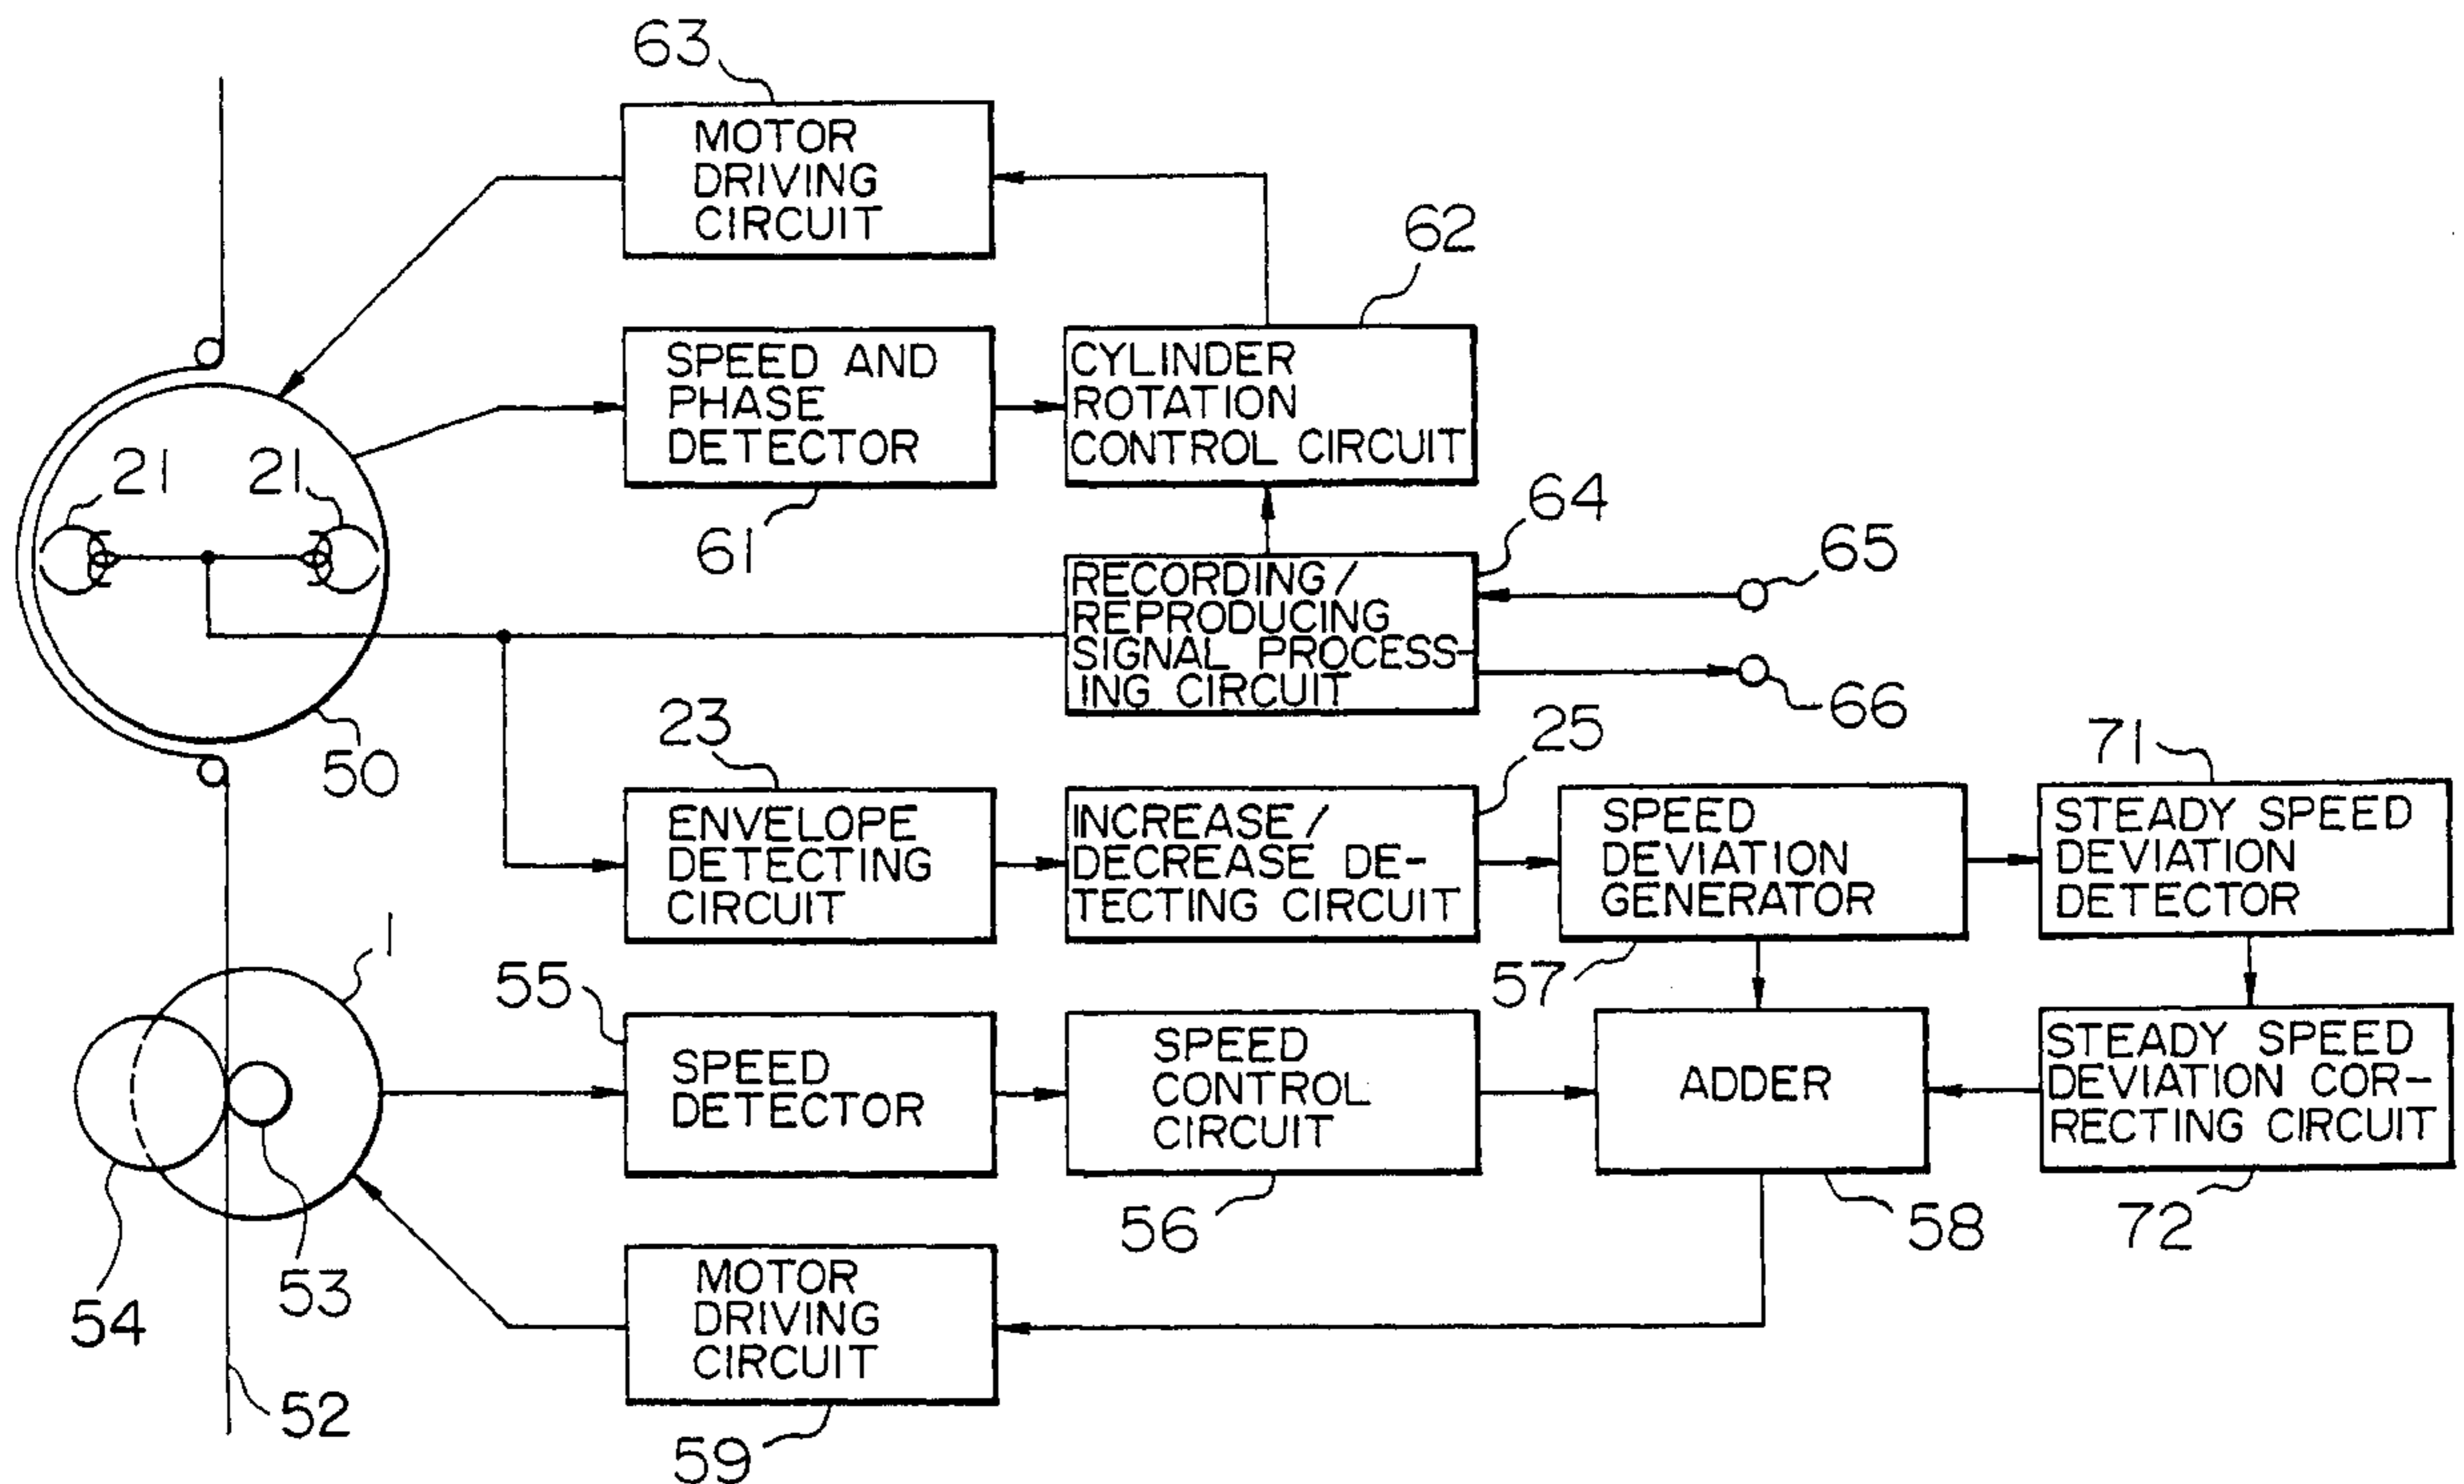 63
MOTOR
DRIVING
CIRCUIT
62
SPEED AND
PHASE
DETECTOR
CYLINDER
ROTATION
CONTROL CIRCUIT
21
21
61
64
65
RECORDING/
REPRODUCING
SIGNAL PROCESS-
ING CIRCUIT
66
50
23
25
71
ENVELOPE
DETECTING
CIRCUIT
INCREASE/
DECREASE DE-
TECTING CIRCUIT
SPEED
DEVIATION
GENERATOR
STEADY SPEED
DEVIATION
DETECTOR
1
55
57
SPEED
DETECTOR
SPEED
CONTROL
CIRCUIT
ADDER
STEADY SPEED
DEVIATION COR-
RECTING CIRCUIT
54
53
56
58
72
MOTOR
DRIVING
CIRCUIT
52
59